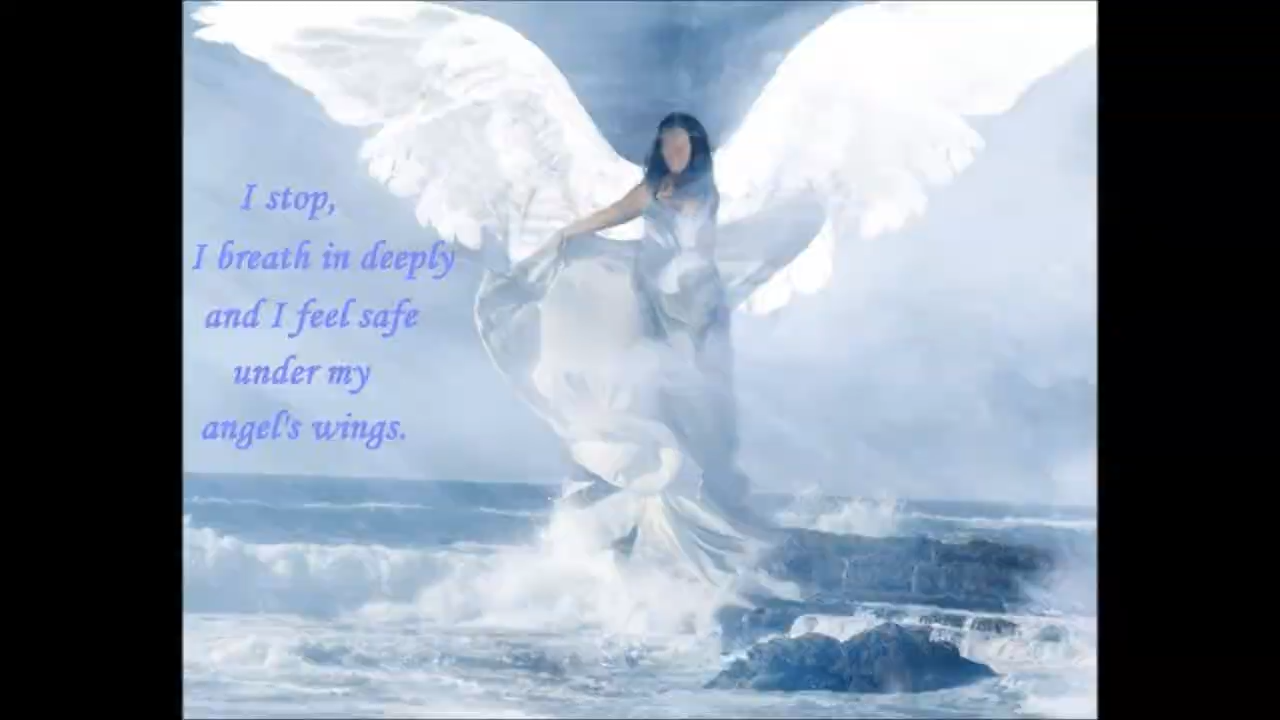 I stop,
I breath in deeply
and I feel safe
under my
angel's wings.